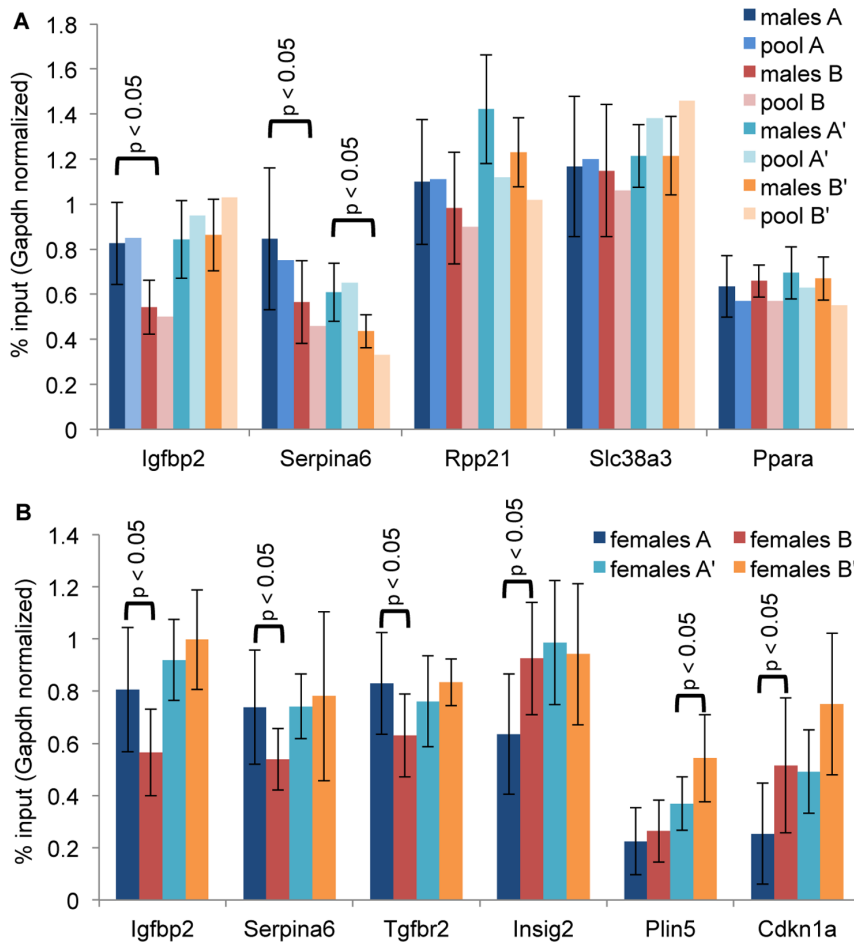 A
% input (Gapdh normalized)
1.8
1.6
1.4
1.2
1
0.8
0.6
0.4
0.2
0
p < 0.05
p < 0.05
p < 0.05
males A
pool A
males B
pool B
males A'
pool A'
males B'
pool B'
Igfbp2
Serpina6
Rpp21
Slc38a3
Ppara
B
% input (Gapdh normalized)
1.4
1.2
1
0.8
0.6
0.4
0.2
0
p < 0.05
p < 0.05
p < 0.05
p < 0.05
p < 0.05
p < 0.05
females A
females B
females A'
females B'
Igfbp2
Serpina6
Tgfbr2
Insig2
Plin5
Cdkn1a